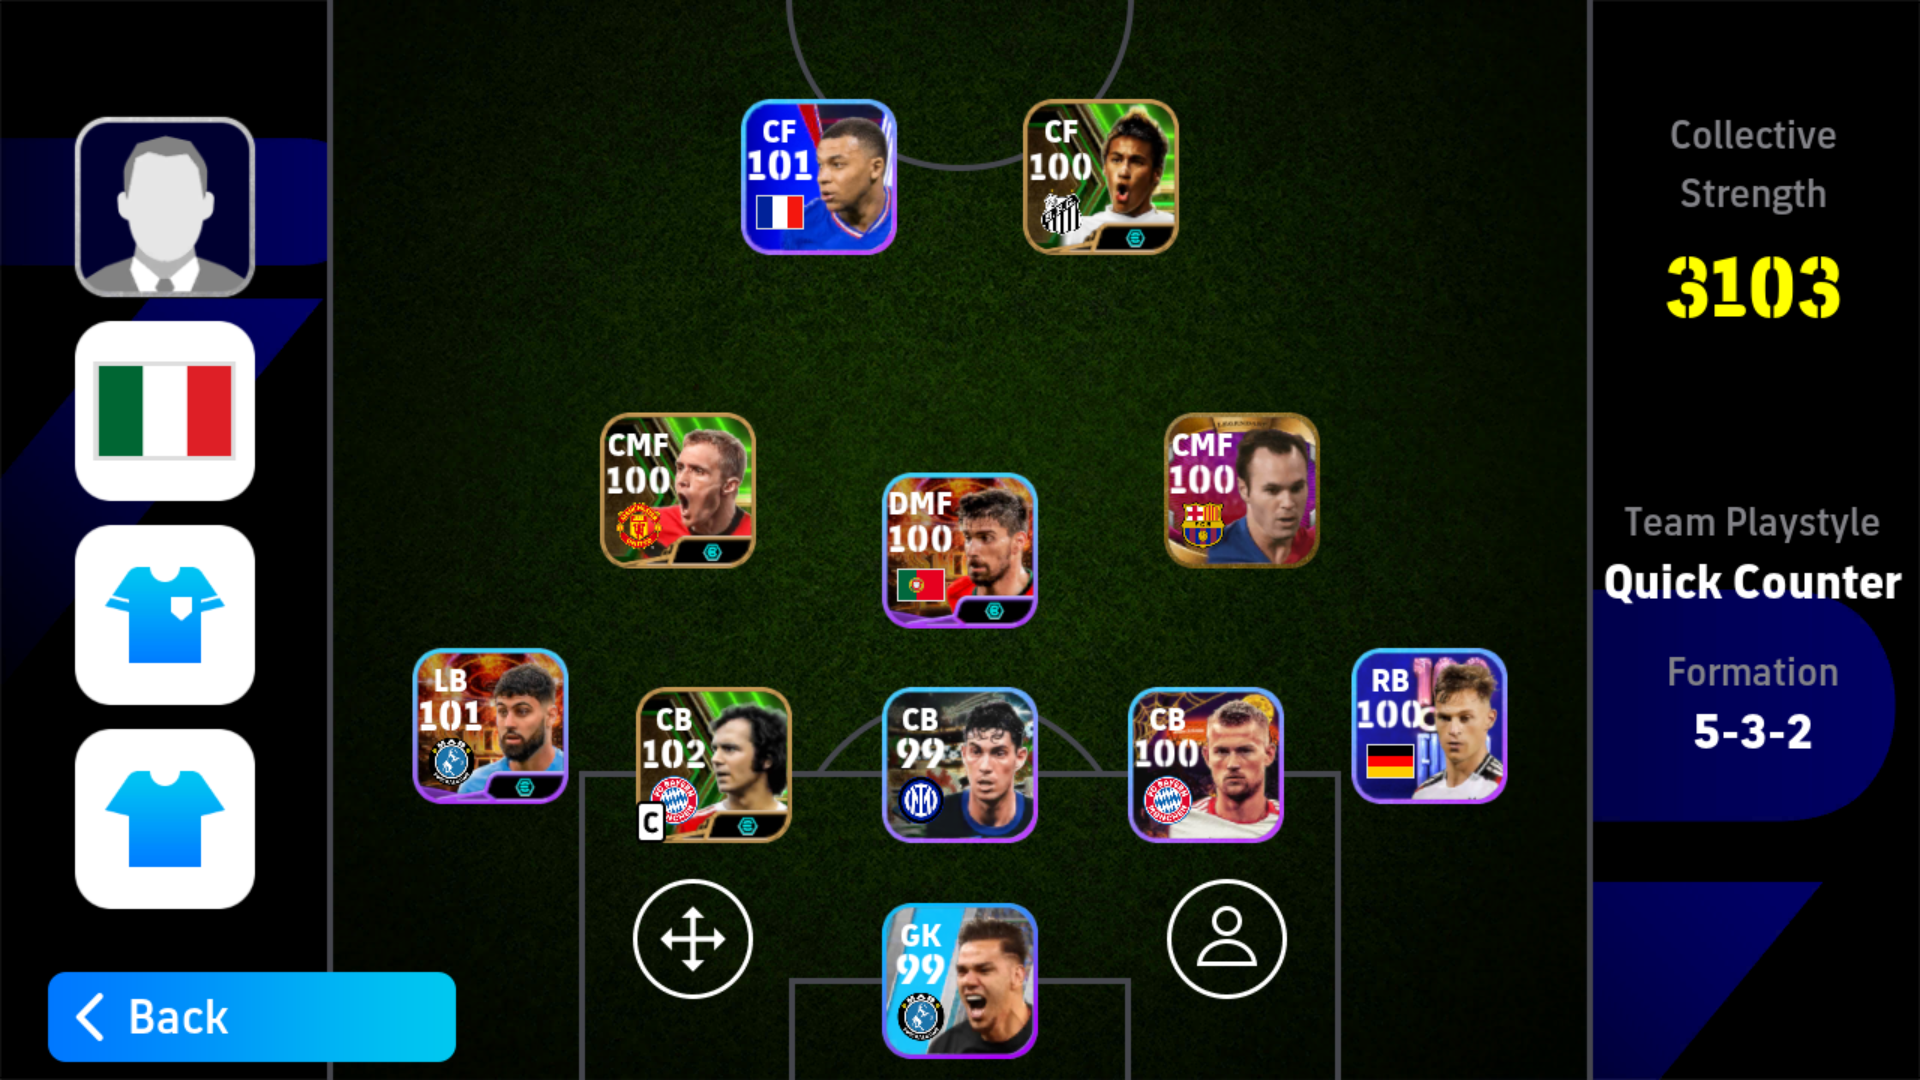 CF
101
CF
100
Collective
Strength
3103
CMF
100
LEGENDARY
CMF
100
DMF
100
Team Playstyle
Quick Counter
LB
101
CB
102
C
CB
99
CB
100
RB
100
Formation
5-3-2
GK
99
Back